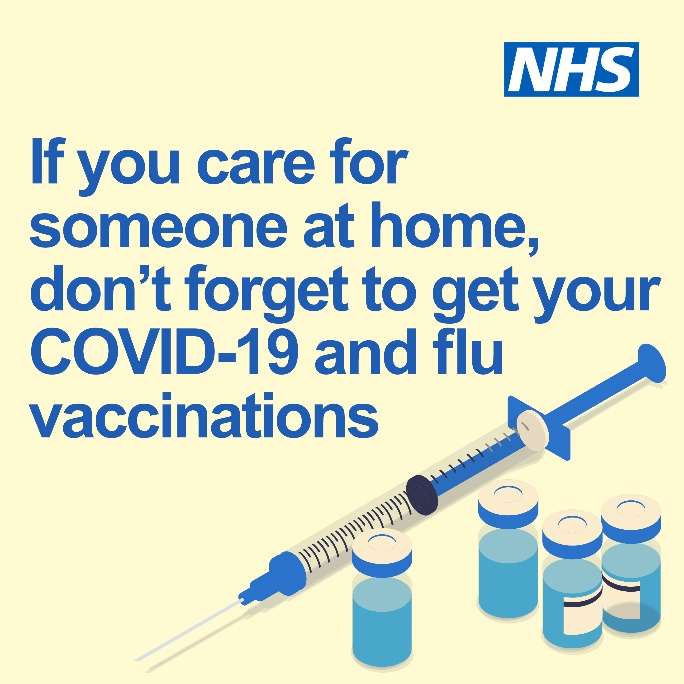 NHS
If you care for
someone at home,
don’t forget to get your
COVID-19 and flu
vaccinations